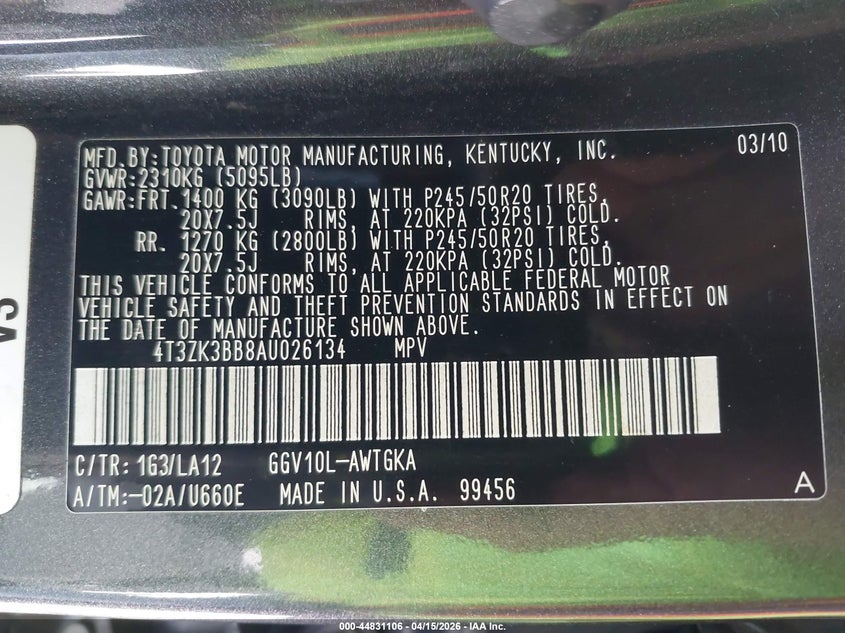 MFD.BY:TOYOTA MOTOR MANUFACTURING, KENTUCKY, INC. 03/10
GVWR:2310KG (5095LB)
GAWR:FRT.1400 KG (3090LB) WITH P245/50R20 TIRES,
20X7.5J RIMS, AT 220KPA (32PSI) COLD.
RR. 1270 KG (2800LB) WITH P245/50R20 TIRES,
20X7.5J RIMS, AT 220KPA (32PSI) COLD.
THIS VEHICLE CONFORMS TO ALL APPLICABLE FEDERAL MOTOR
VEHICLE SAFETY AND THEFT PREVENTION STANDARDS IN EFFECT ON
THE DATE OF MANUFACTURE SHOWN ABOVE.
4T3ZK3BB8AU026134 MPV
C/TR: 1G3/LA12 GGV10L-AWTGKA
A/TM:-02A/U660E MADE IN U.S.A. 99456 A
000-44831106 - 04/15/2026 - IAA Inc.